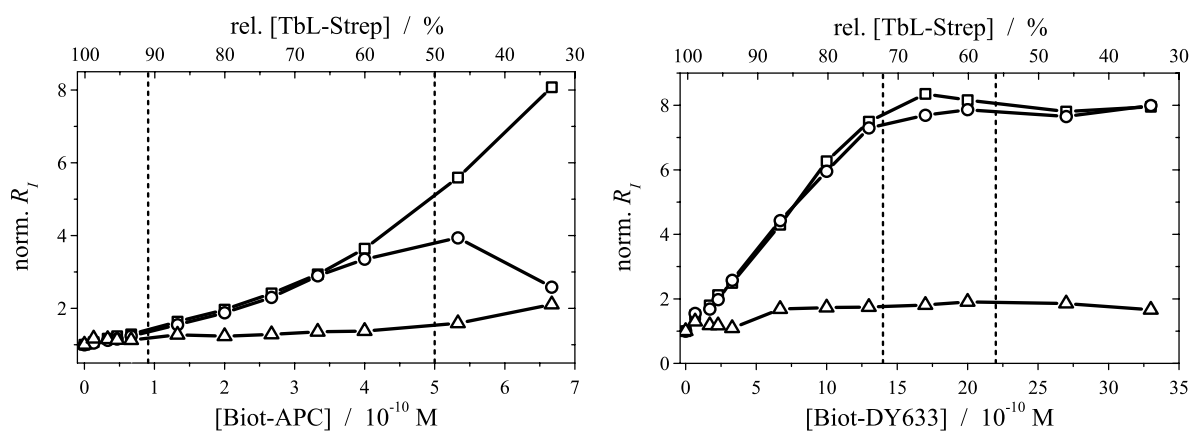 rel. [TbL-Strep] / %
100 90 80 70 60 50 40 30
8
6
4
2
norm. R_I
0 1 2 3 4 5 6 7
[Biot-APC] / 10^-10 M
rel. [TbL-Strep] / %
100 90 80 70 60 50 40 30
8
6
4
2
0
norm. R_I
0 5 10 15 20 25 30 35
[Biot-DY633] / 10^-10 M